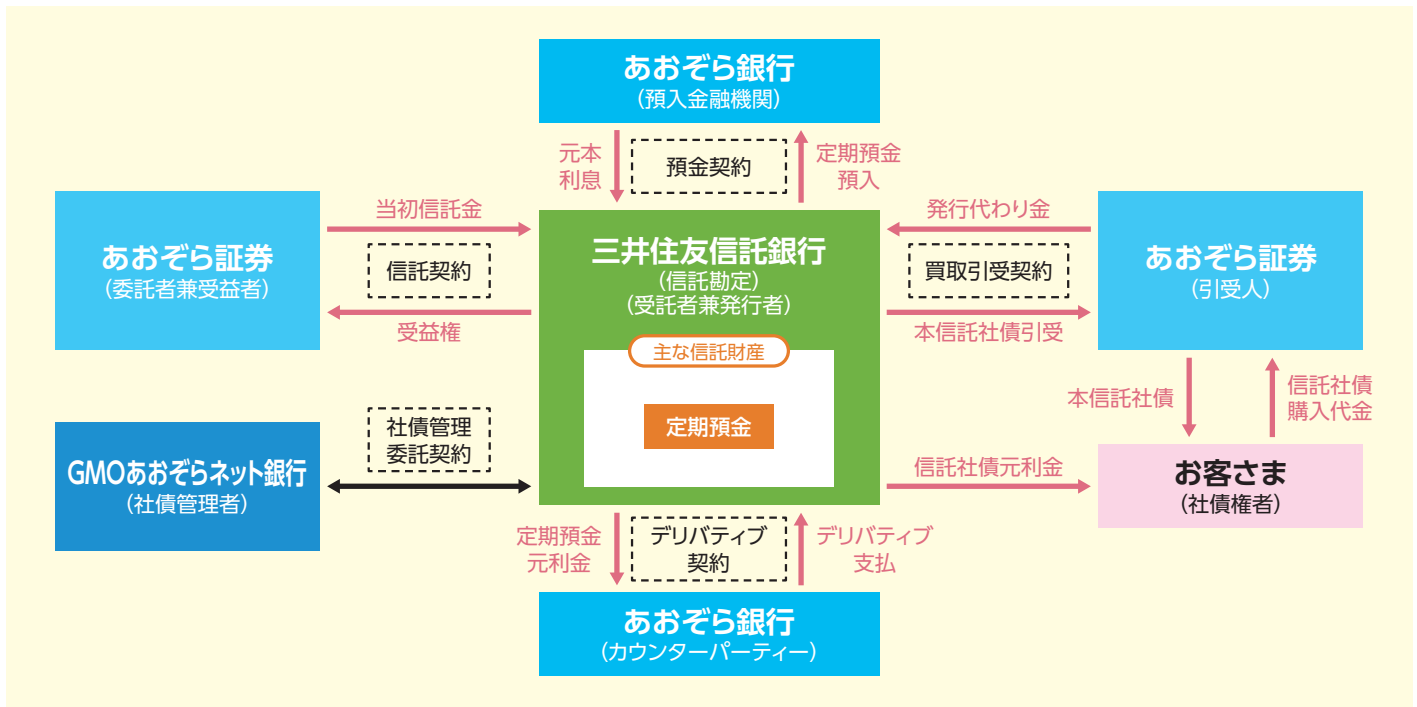 あおぞら銀行
(預入金融機関)
元本
利息
預金契約
定期預金
預入
あおぞら証券
(委託者兼受益者)
当初信託金
信託契約
受益権
三井住友信託銀行
(信託勘定)
(受託者兼発行者)
主な信託財産
定期預金
発行代わり金
買取引受契約
本信託社債引受
あおぞら証券
(引受人)
本信託社債
信託社債
購入代金
GMOあおぞらネット銀行
(社債管理者)
社債管理
委託契約
信託社債元利金
お客さま
(社債権者)
定期預金
元利金
デリバティブ
契約
デリバティブ
支払
あおぞら銀行
(カウンターパーティー)